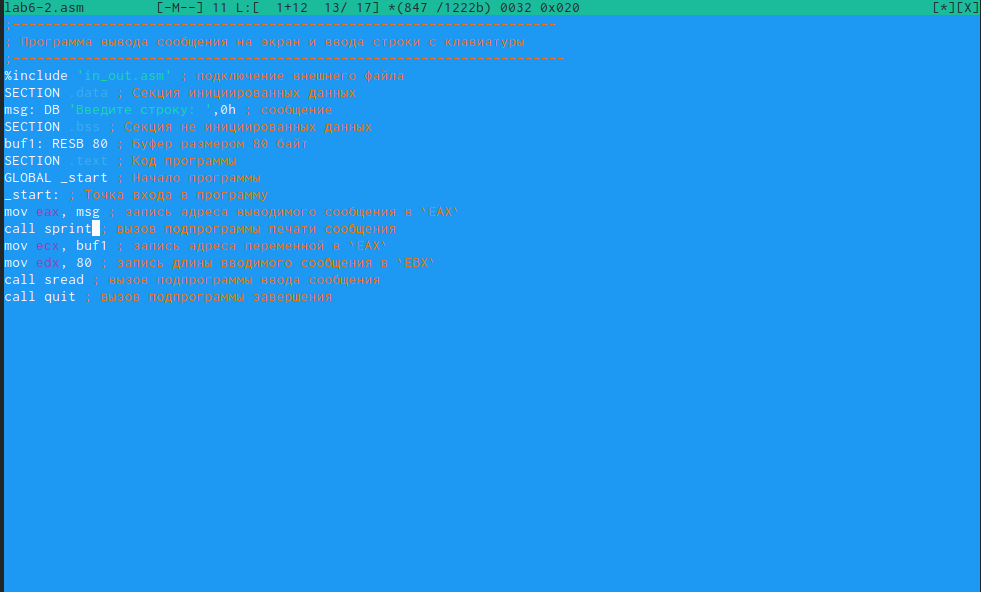 lab6-2.asm [-M--] 11 L:[ 1+12 13/ 17] *(847 /1222b) 0032 0x020 [*][X]
;--------------------------------------------------------------------
; Программа вывода сообщения на экран и ввода строки с клавиатуры
;---------------------------------------------------------------------
%include 'in_out.asm' ; подключение внешнего файла
SECTION .data ; Секция инициированных данных
msg: DB 'Введите строку: ',0h ; сообщение
SECTION .bss ; Секция не инициированных данных
buf1: RESB 80 ; Буфер размером 80 байт
SECTION .text ; Код программы
GLOBAL _start ; Начало программы
_start: ; Точка входа в программу
mov eax, msg ; запись адреса выводимого сообщения в `EAX`
call sprint ; вызов подпрограммы печати сообщения
mov ecx, buf1 ; запись адреса переменной в `EAX`
mov edx, 80 ; запись длины вводимого сообщения в `EBX`
call sread ; вызов подпрограммы ввода сообщения
call quit ; вызов подпрограммы завершения